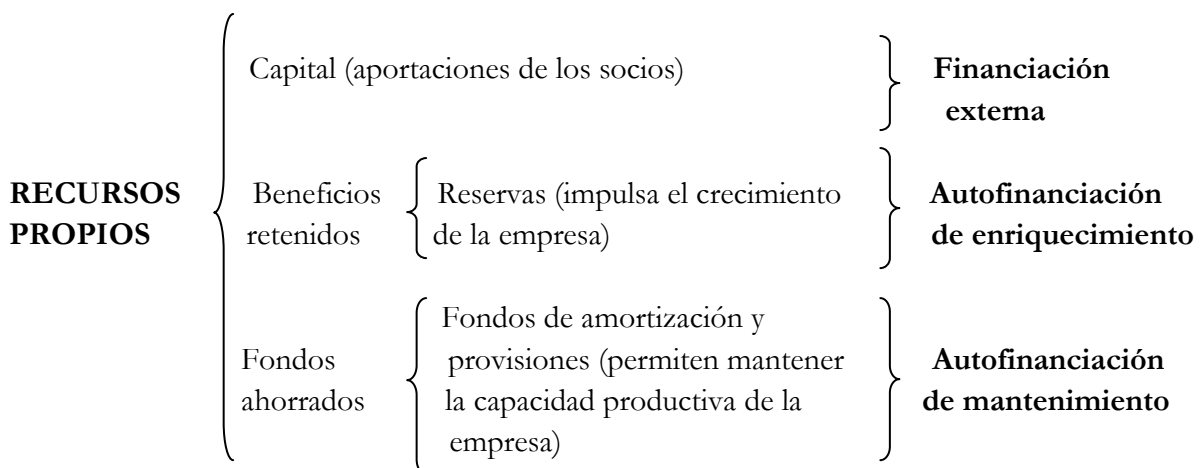 Capital (aportaciones de los socios)
Financiación
externa
RECURSOS
PROPIOS
Beneficios
retenidos
Reservas (impulsa el crecimiento
de la empresa)
Autofinanciación
de enriquecimiento
Fondos
ahorrados
Fondos de amortización y
provisiones (permiten mantener
la capacidad productiva de la
empresa)
Autofinanciación
de mantenimiento